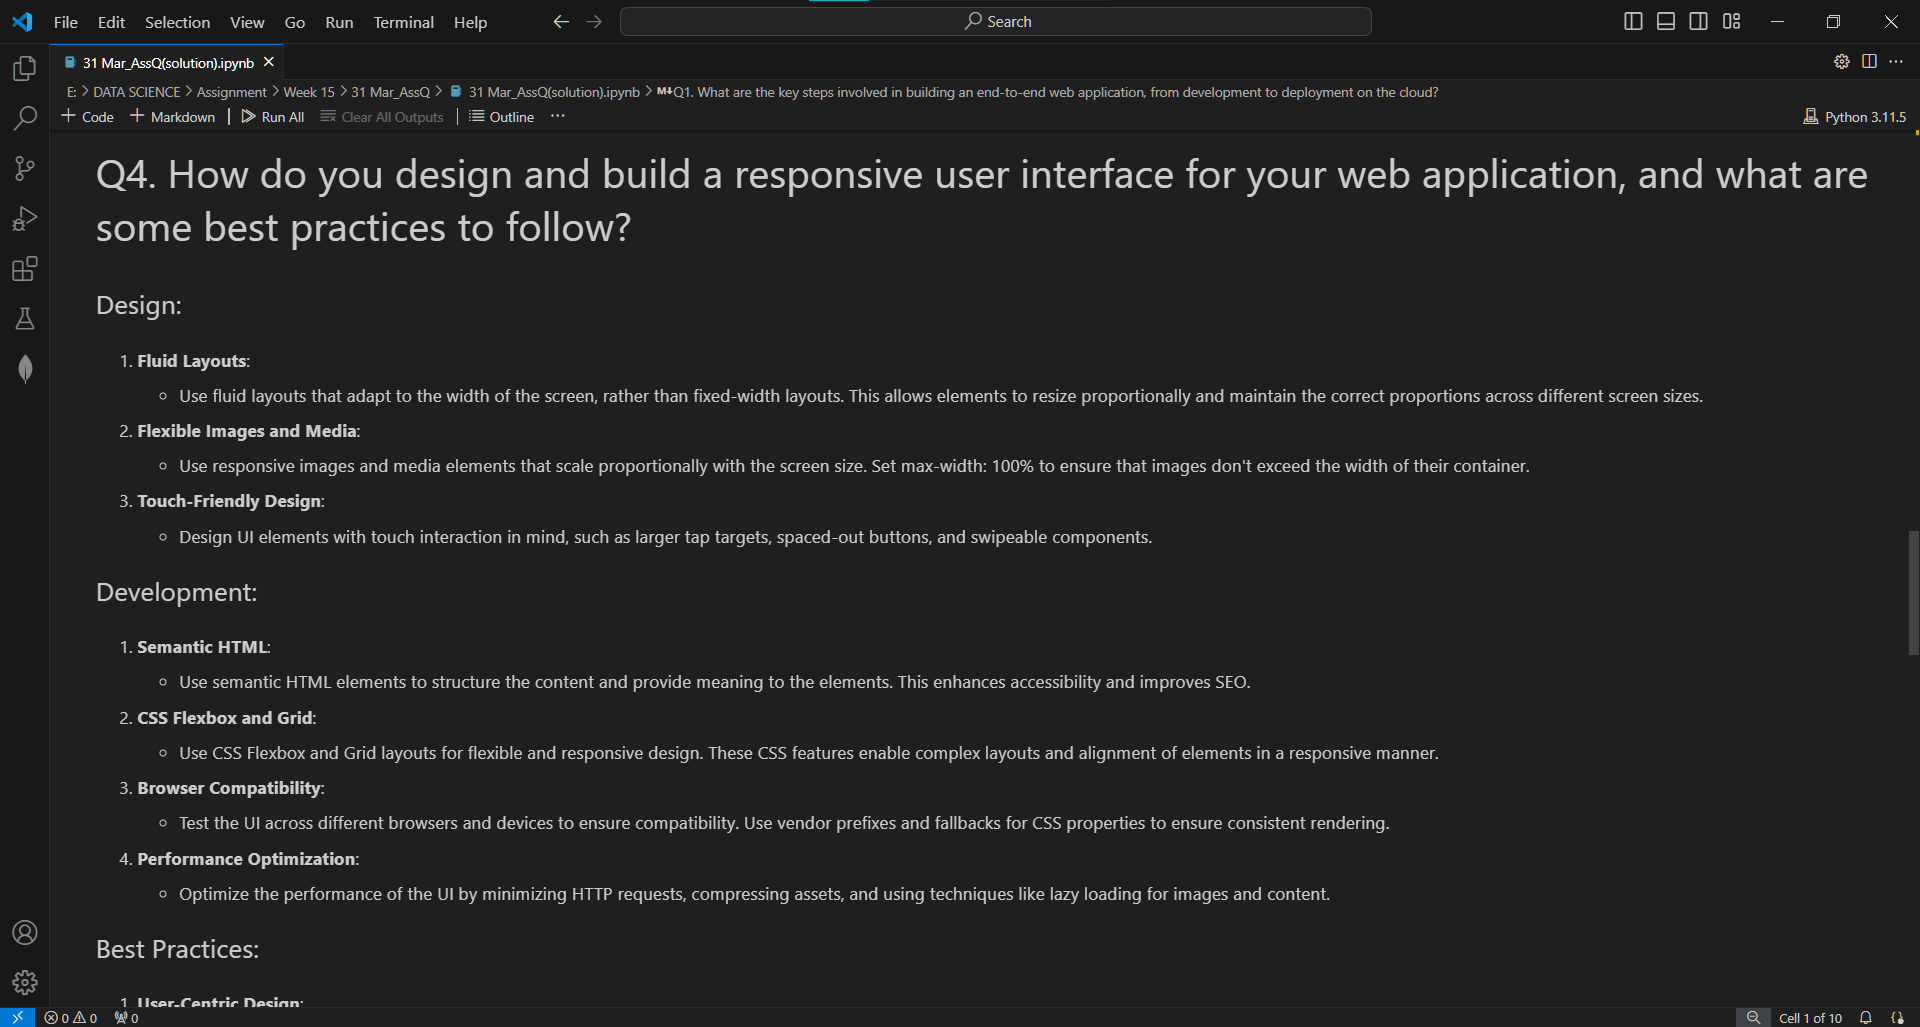 File Edit Selection View Go Run Terminal Help
Search
31 Mar_AssQ(solution).ipynb
E: > DATA SCIENCE > Assignment > Week 15 > 31 Mar_AssQ > 31 Mar_AssQ(solution).ipynb > M↓Q1. What are the key steps involved in building an end-to-end web application, from development to deployment on the cloud?
+ Code + Markdown | Run All Clear All Outputs | Outline ... Python 3.11.5
Q4. How do you design and build a responsive user interface for your web application, and what are
some best practices to follow?
Design:
1. Fluid Layouts:
Use fluid layouts that adapt to the width of the screen, rather than fixed-width layouts. This allows elements to resize proportionally and maintain the correct proportions across different screen sizes.
2. Flexible Images and Media:
Use responsive images and media elements that scale proportionally with the screen size. Set max-width: 100% to ensure that images don't exceed the width of their container.
3. Touch-Friendly Design:
Design UI elements with touch interaction in mind, such as larger tap targets, spaced-out buttons, and swipeable components.
Development:
1. Semantic HTML:
Use semantic HTML elements to structure the content and provide meaning to the elements. This enhances accessibility and improves SEO.
2. CSS Flexbox and Grid:
Use CSS Flexbox and Grid layouts for flexible and responsive design. These CSS features enable complex layouts and alignment of elements in a responsive manner.
3. Browser Compatibility:
Test the UI across different browsers and devices to ensure compatibility. Use vendor prefixes and fallbacks for CSS properties to ensure consistent rendering.
4. Performance Optimization:
Optimize the performance of the UI by minimizing HTTP requests, compressing assets, and using techniques like lazy loading for images and content.
Best Practices:
1. User-Centric Design:
0 0 0 Cell 1 of 10